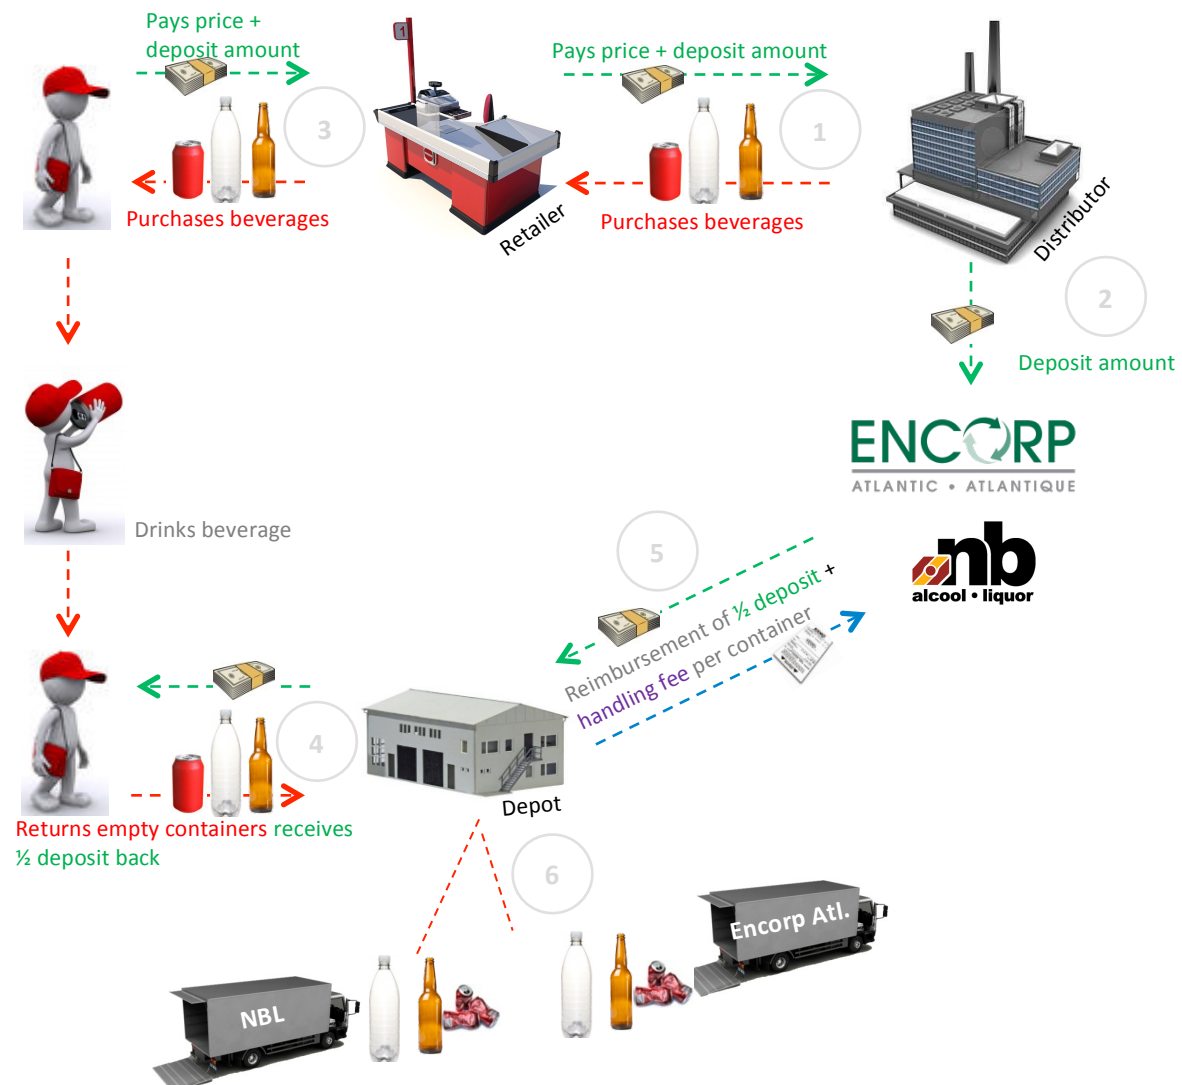 Pays price +
deposit amount
Pays price + deposit amount
1
3
1
Retailer
Distributor
Purchases beverages
Purchases beverages
2
Deposit amount
ENCORP
ATLANTIC • ATLANTIQUE
Drinks beverage
5
nb
alcool • liquor
Reimbursement of ½ deposit +
handling fee per container
4
Depot
Returns empty containers receives
½ deposit back
6
Encorp Atl.
NBL